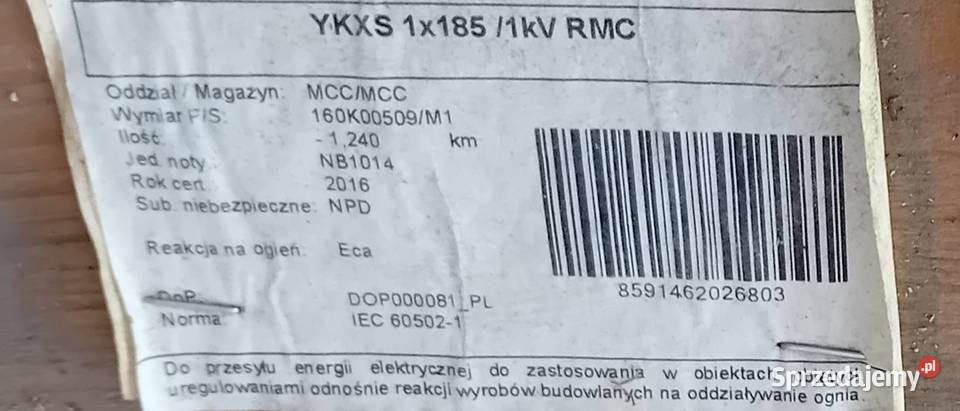 YKXS 1x185 /1kV RMC
Oddział / Magazyn: MCC/MCC
Wymiar P/S: 160K00509/M1
Ilość: - 1,240 km
Jed. noty.: NB1014
Rok cert.: 2016
Sub. niebezpieczne: NPD
Reakcja na ogień: Eca
DoP: DOP000081_PL
Norma: IEC 60502-1
8591462026803
Do przesyłu energii elektrycznej do zastosowania w obiektach objętych
uregulowaniami odnośnie reakcji wyrobów budowlanych na oddziaływanie ognia.
Sprzedajemy.pl